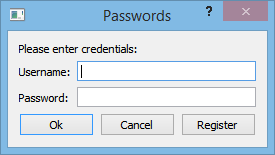 Passwords
?
Please enter credentials:
Username:
Password:
Ok Cancel Register